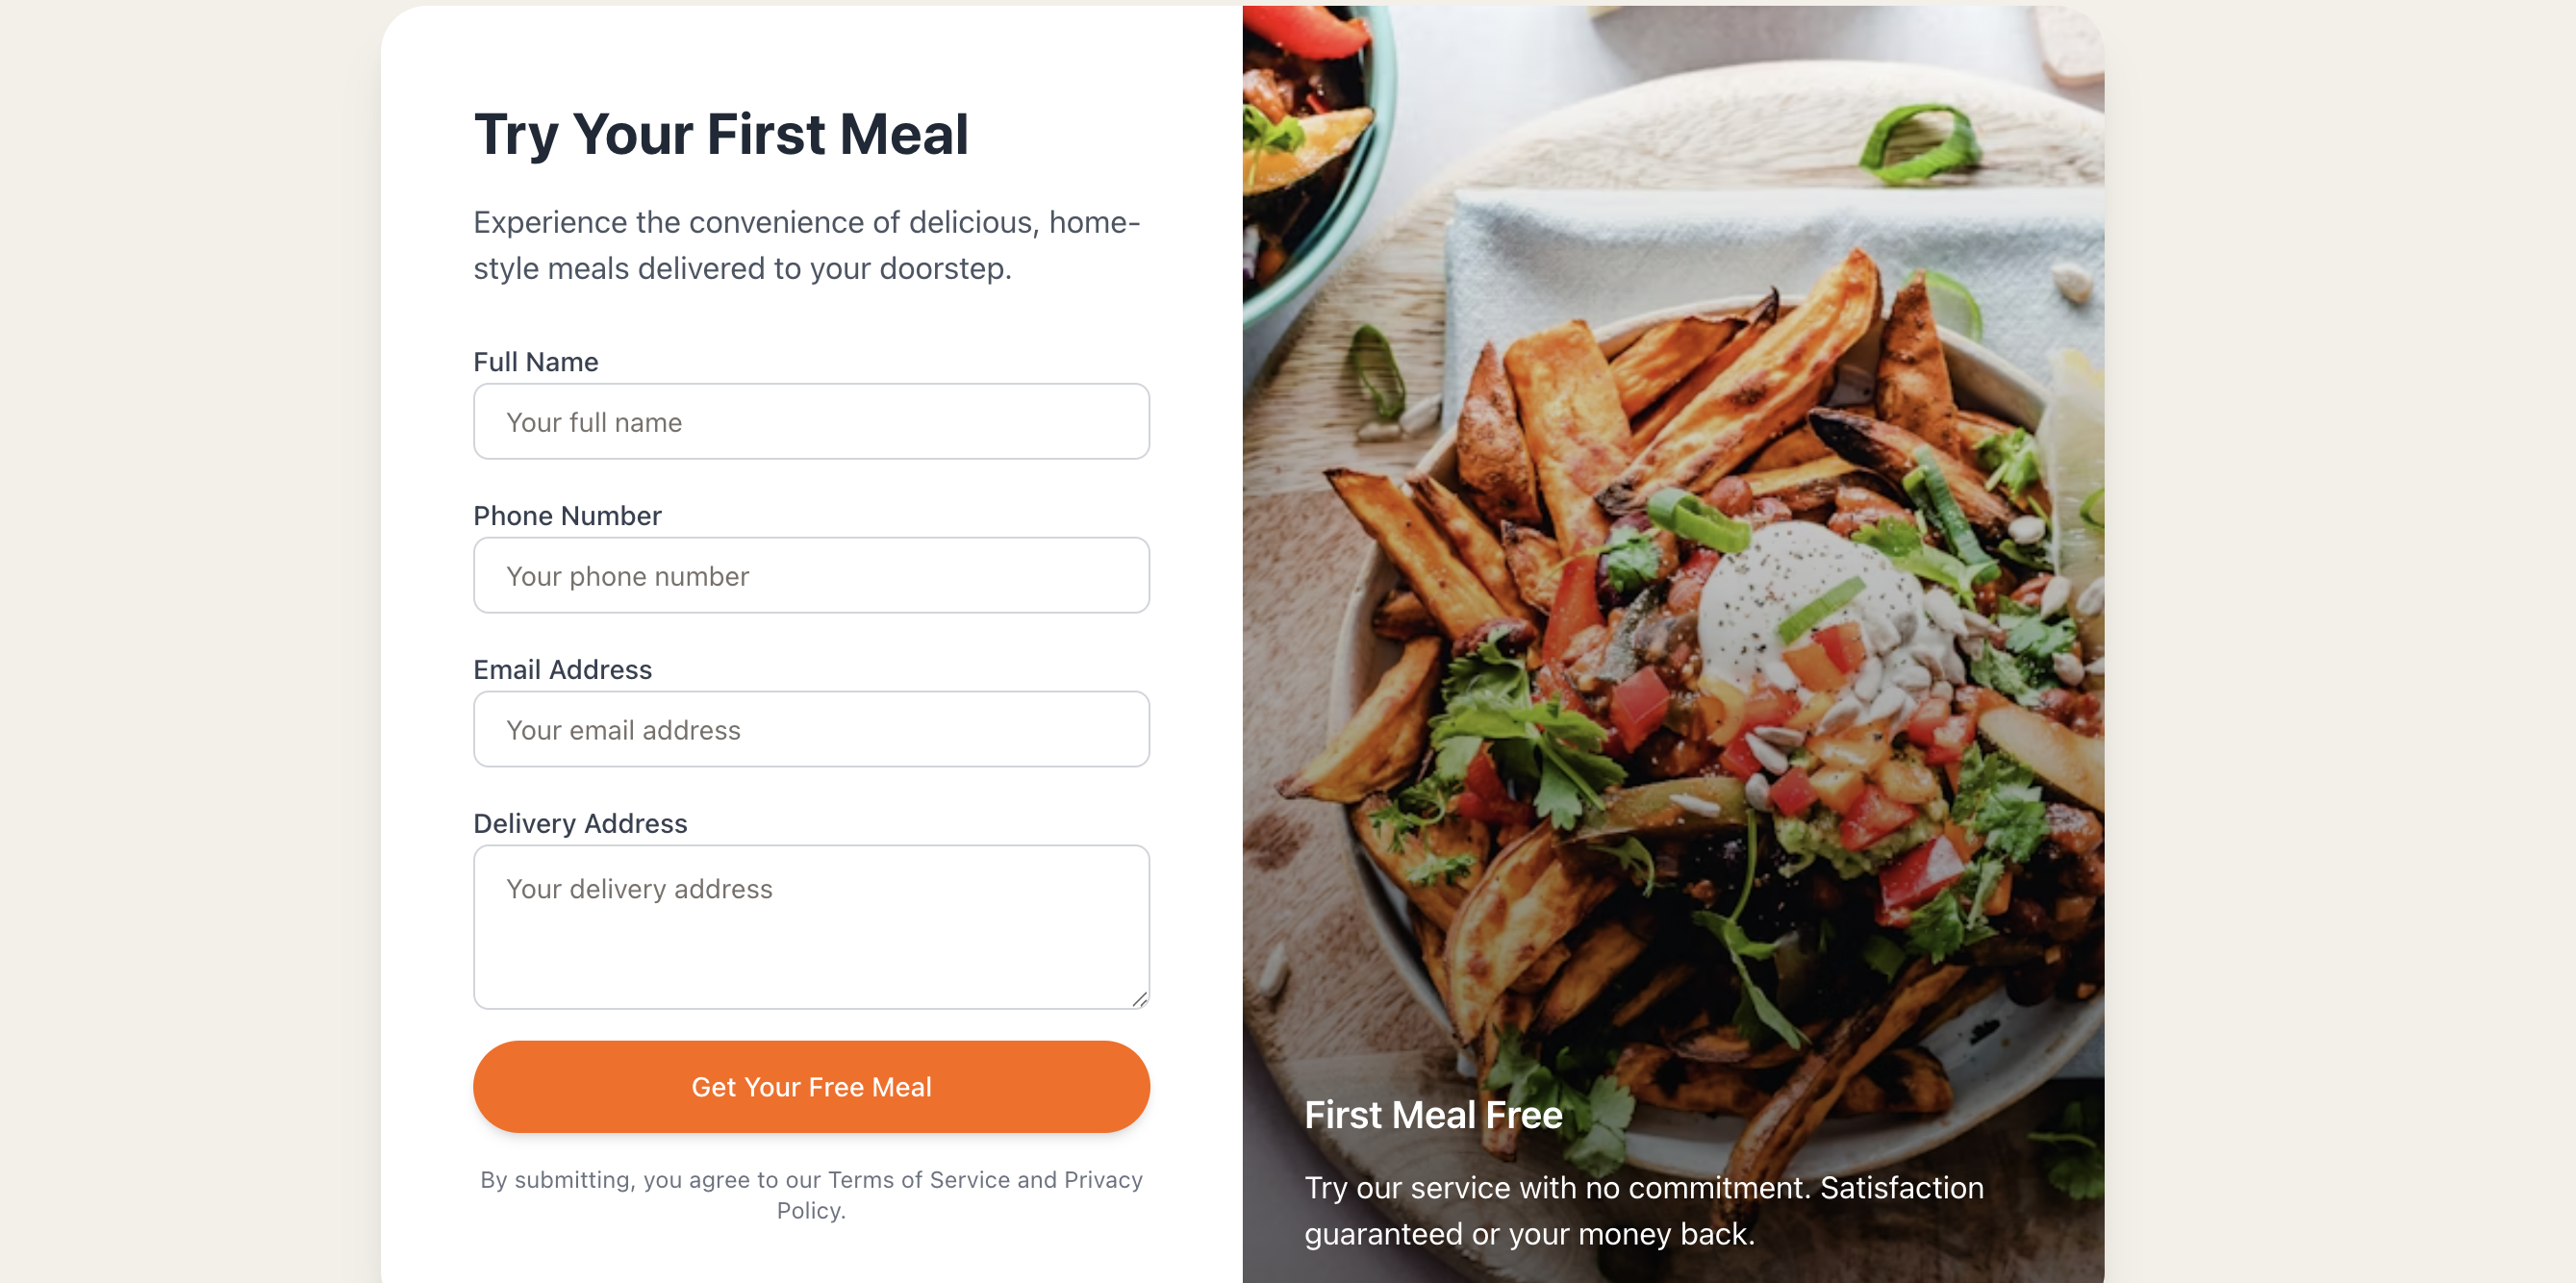 Try Your First Meal
Experience the convenience of delicious, home-
style meals delivered to your doorstep.
Full Name
Your full name
Phone Number
Your phone number
Email Address
Your email address
Delivery Address
Your delivery address
Get Your Free Meal
By submitting, you agree to our Terms of Service and Privacy
Policy.
First Meal Free
Try our service with no commitment. Satisfaction
guaranteed or your money back.